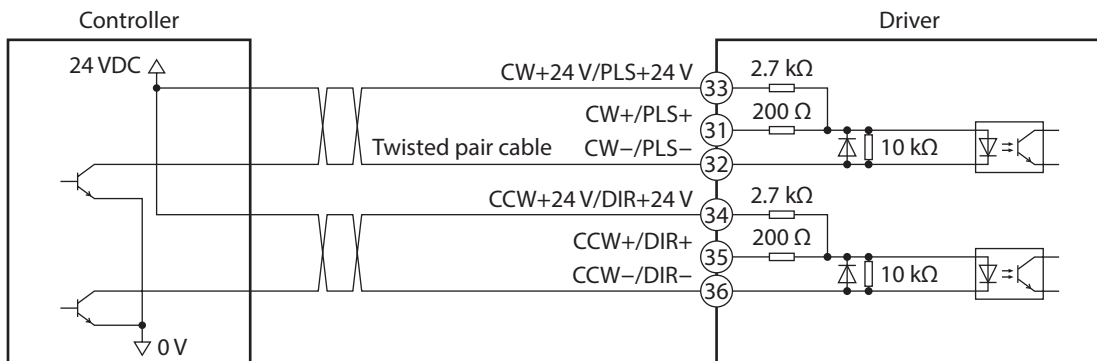 Controller
Driver
24 VDC
CW+24 V/PLS+24 V
33
2.7 kΩ
CW+/PLS+
31
200 Ω
Twisted pair cable
CW−/PLS−
32
10 kΩ
CCW+24 V/DIR+24 V
34
2.7 kΩ
CCW+/DIR+
35
200 Ω
CCW−/DIR−
36
10 kΩ
0 V